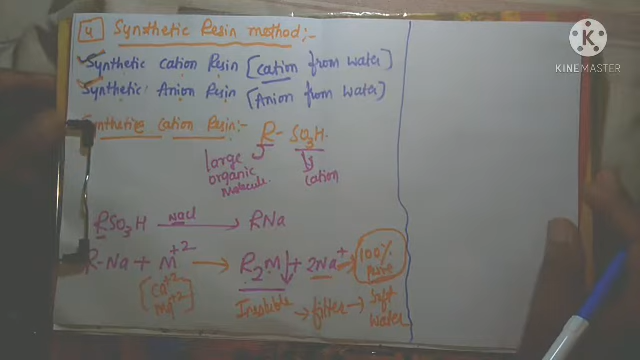 4 Synsthetic Resin method:-
Synthetic cation Resin [cation from water]
Synthetic Anion Resin [Anion from water]
Synthetic cation Resin:- R-SO3H
large organic molecule
cation
RSO3H NaCl → RNa
R-Na + M+2 → R2M↓ + 2Na+ → 100% pure
[Ca+2 Mg+2]
Insoluble → filter → soft water
KINEMASTER